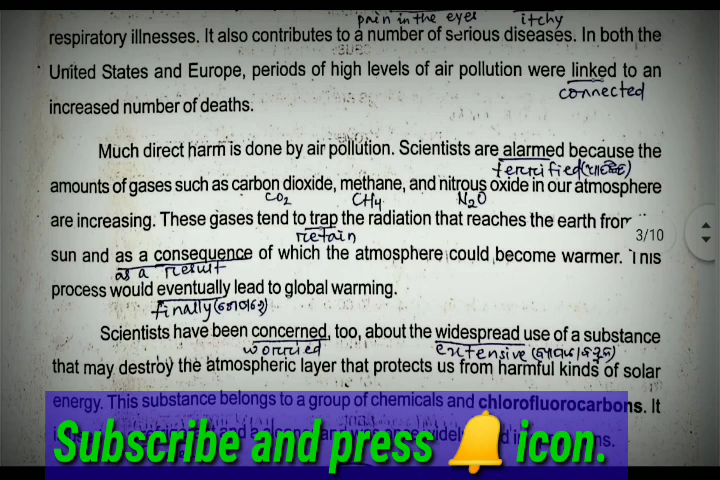 pain in the eyes itchy
respiratory illnesses. It also contributes to a number of serious diseases. In both the
United States and Europe, periods of high levels of air pollution were linked to an
connected
increased number of deaths.
Much direct harm is done by air pollution. Scientists are alarmed because the
terrified
amounts of gases such as carbon dioxide, methane, and nitrous oxide in our atmosphere
CO2 CH4 N2O
are increasing. These gases tend to trap the radiation that reaches the earth from
retain
3/10
sun and as a consequence of which the atmosphere could become warmer. This
as a result
process would eventually lead to global warming.
finally
Scientists have been concerned, too, about the widespread use of a substance
worried extensive
that may destroy the atmospheric layer that protects us from harmful kinds of solar
energy. This substance belongs to a group of chemicals and chlorofluorocarbons. It
Subscribe and press icon.